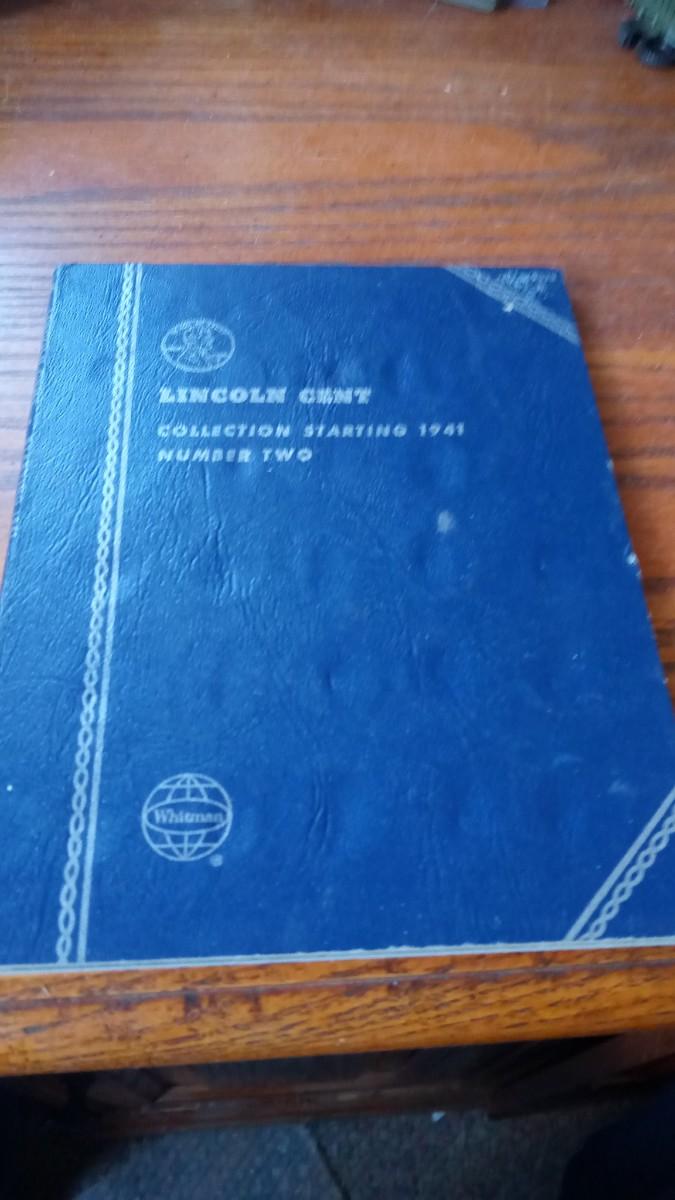 LINCOLN CENT
COLLECTION STARTING 1941
NUMBER TWO
Whitman
®